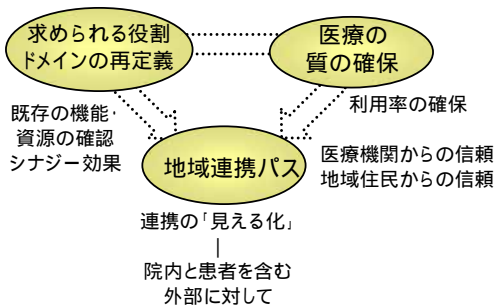 求められる役割
ドメインの再定義
医療の
質の確保
既存の機能・
資源の確認
シナジー効果
利用率の確保
地域連携パス
医療機関からの信頼
地域住民からの信頼
連携の「見える化」
|
院内と患者を含む
外部に対して